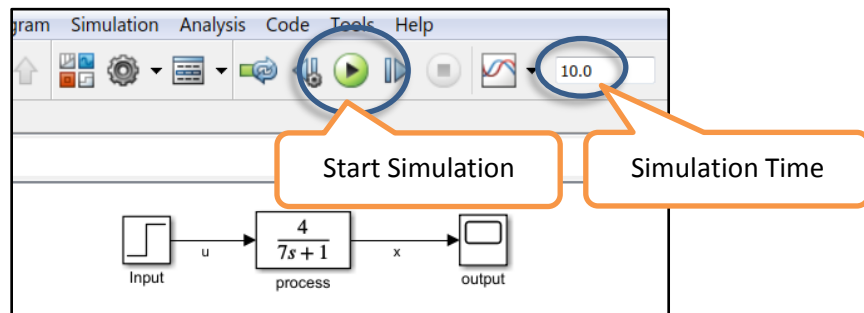 gram Simulation Analysis Code Tools Help
10.0
Start Simulation
Simulation Time
4
7s + 1
u
x
Input
process
output